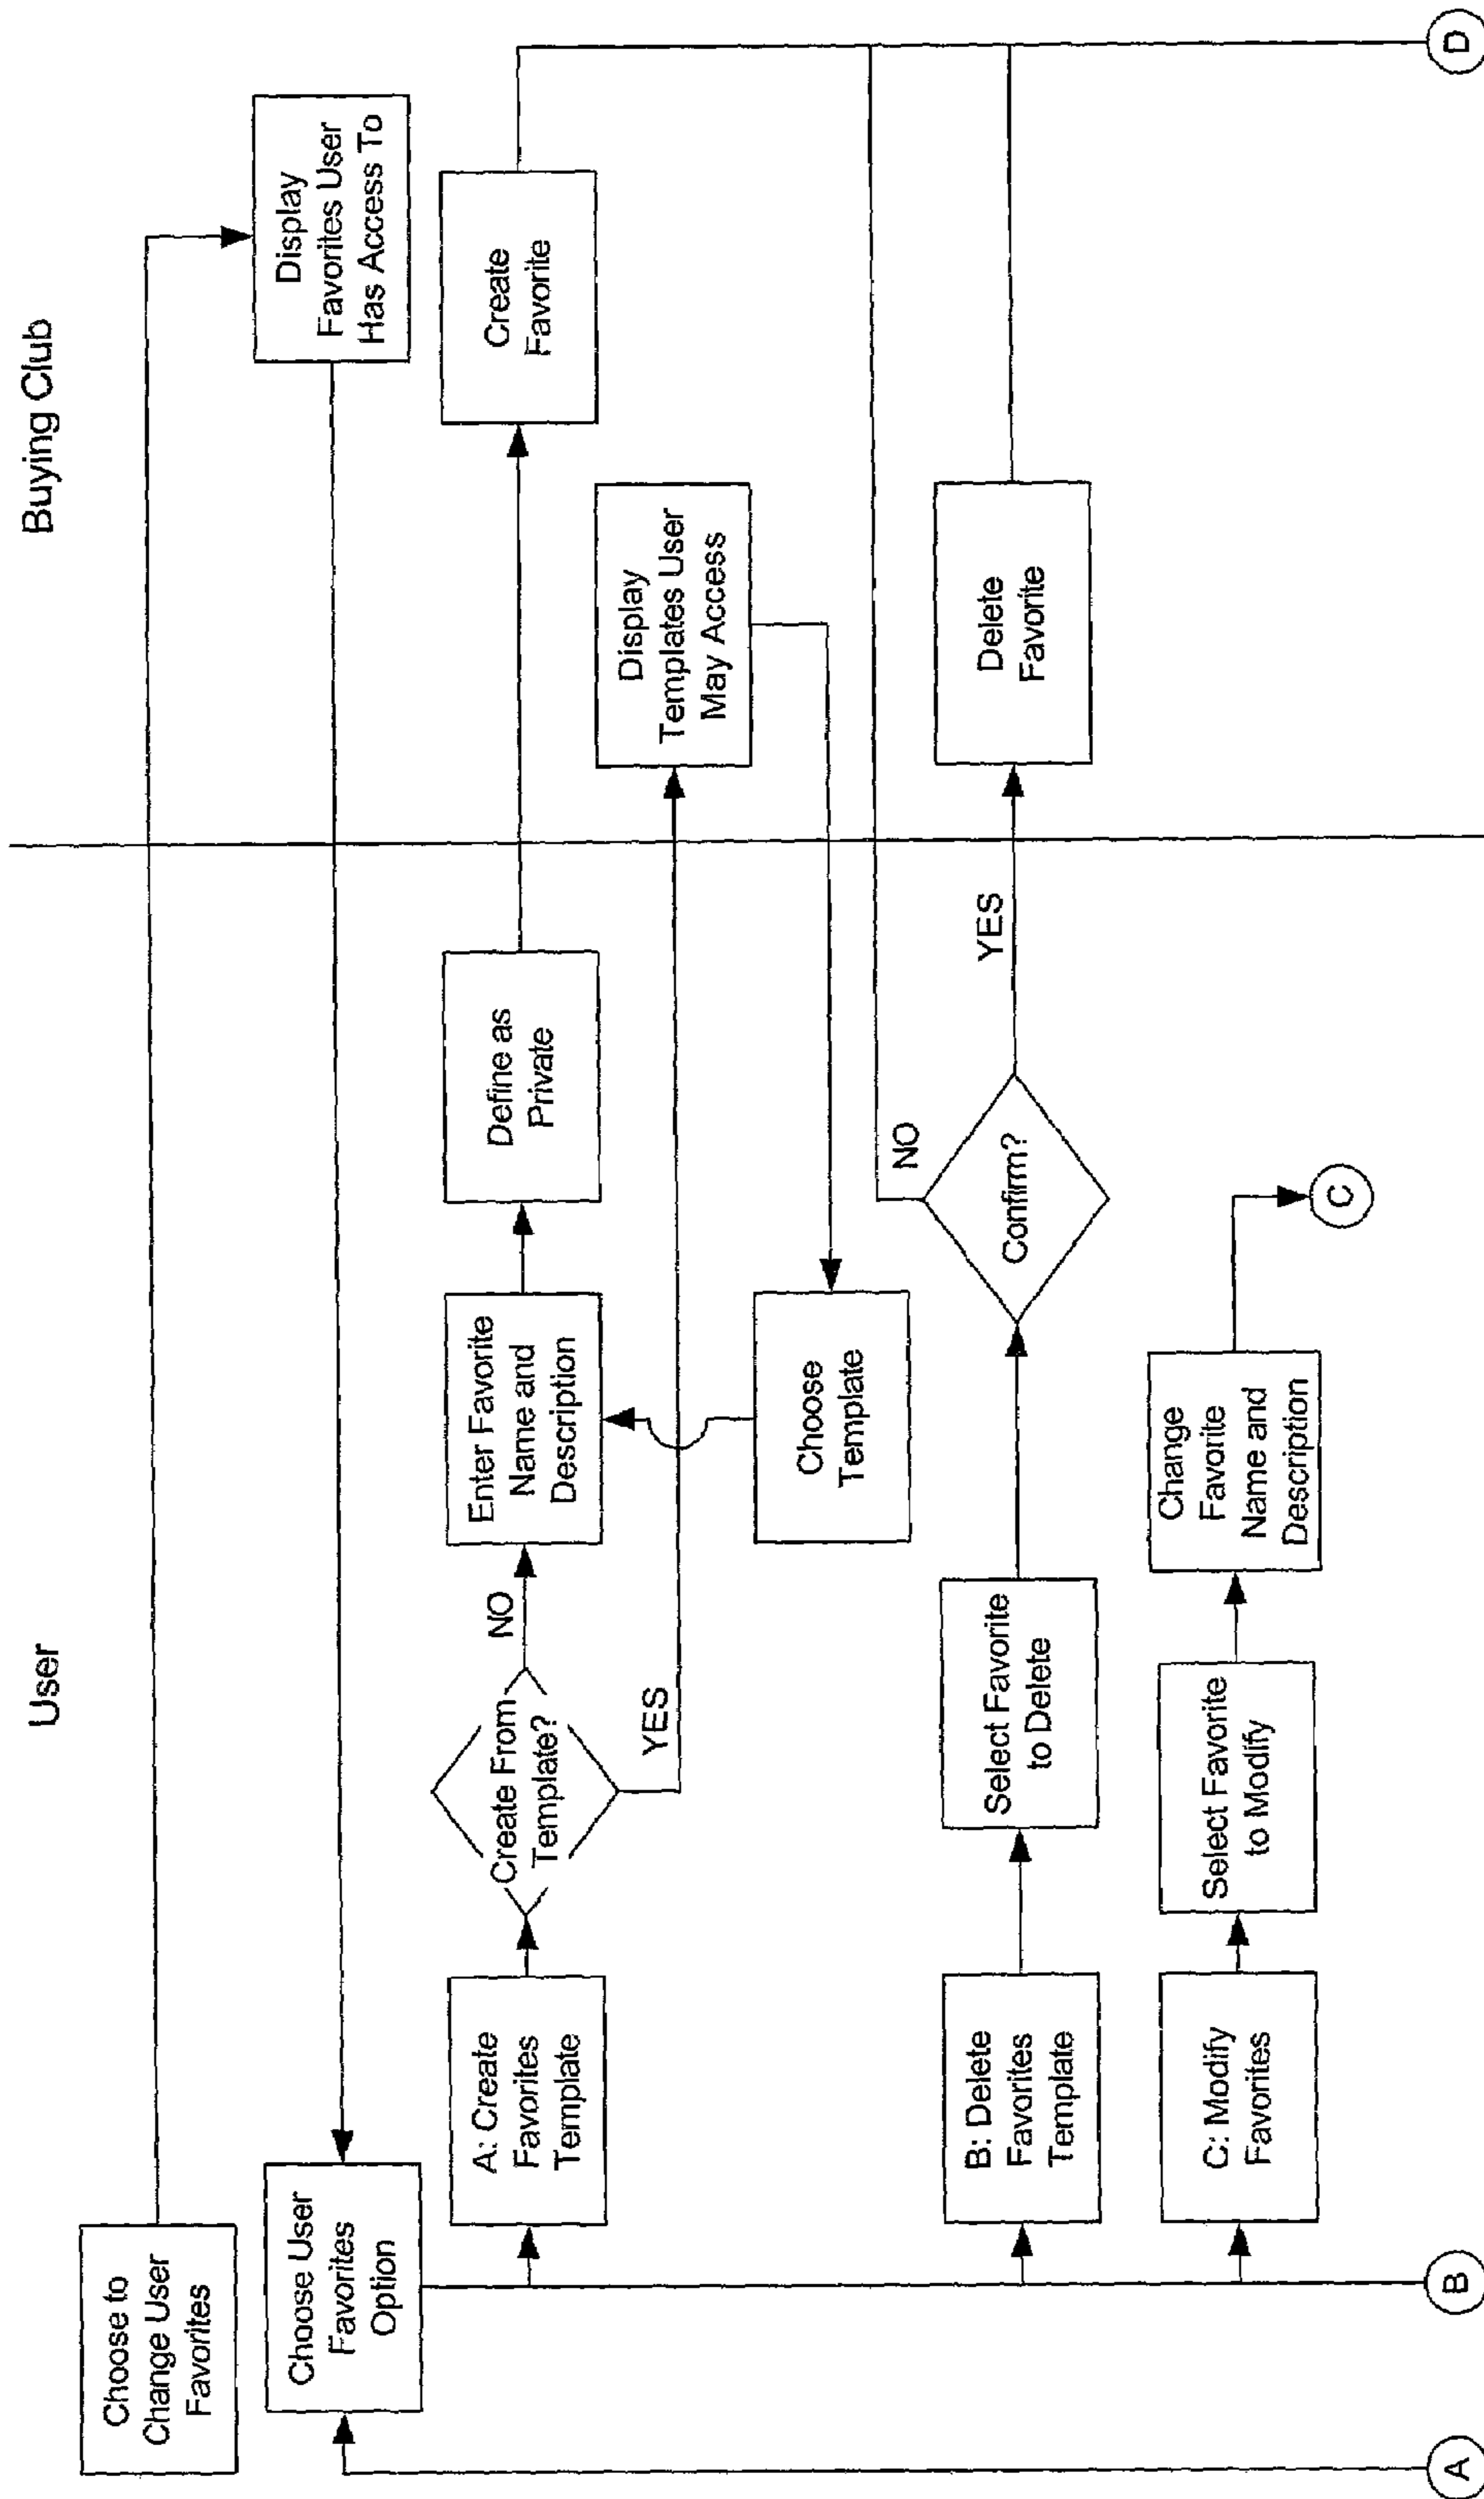 User
Buying Club
Choose to
Change User
Favorites
Display
Favorites User
Has Access To
Choose User
Favorites
Option
A: Create
Favorites
Template
Create From
Template?
NO
YES
Enter Favorite
Name and
Description
Define as
Private
Create
Favorite
Display
Templates User
May Access
Choose
Template
B: Delete
Favorites
Template
Select Favorite
to Delete
Confirm?
NO
YES
Delete
Favorite
C: Modify
Favorites
Select Favorite
to Modify
Change
Favorite
Name and
Description
C
A
B
D